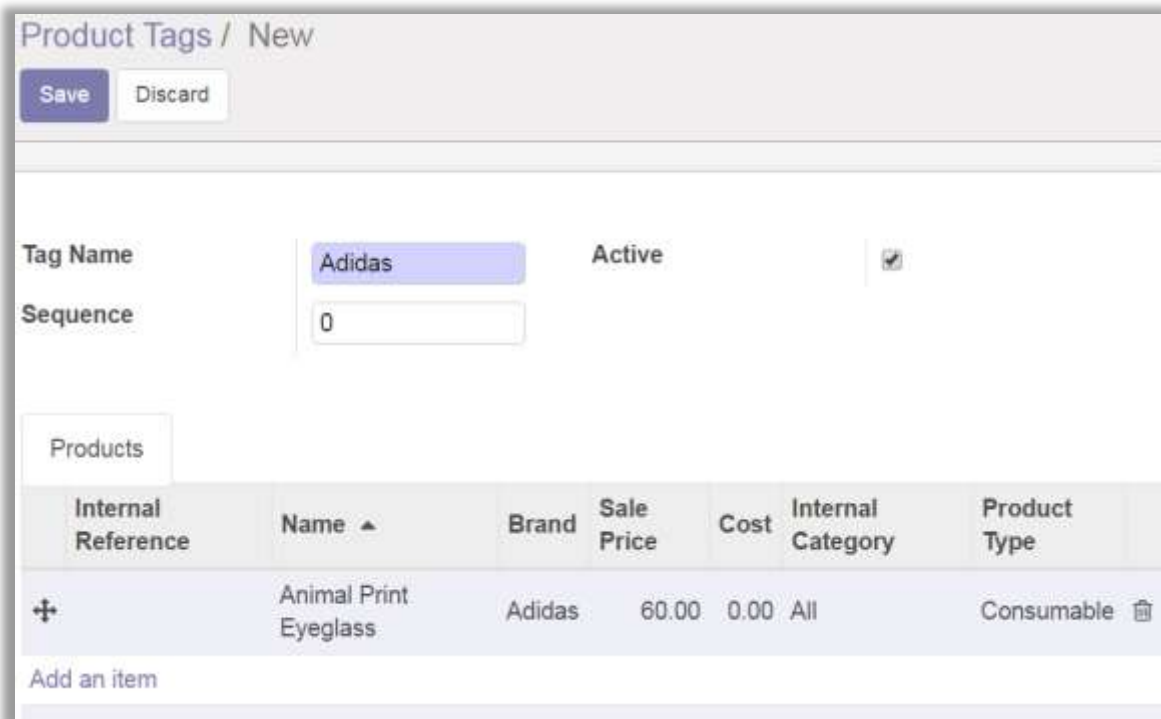 Product Tags / New
Save Discard
Tag Name Adidas Active
Sequence 0
Products
Internal Reference Name Brand Sale Price Cost Internal Category Product Type
Animal Print Eyeglass Adidas 60.00 0.00 All Consumable
Add an item